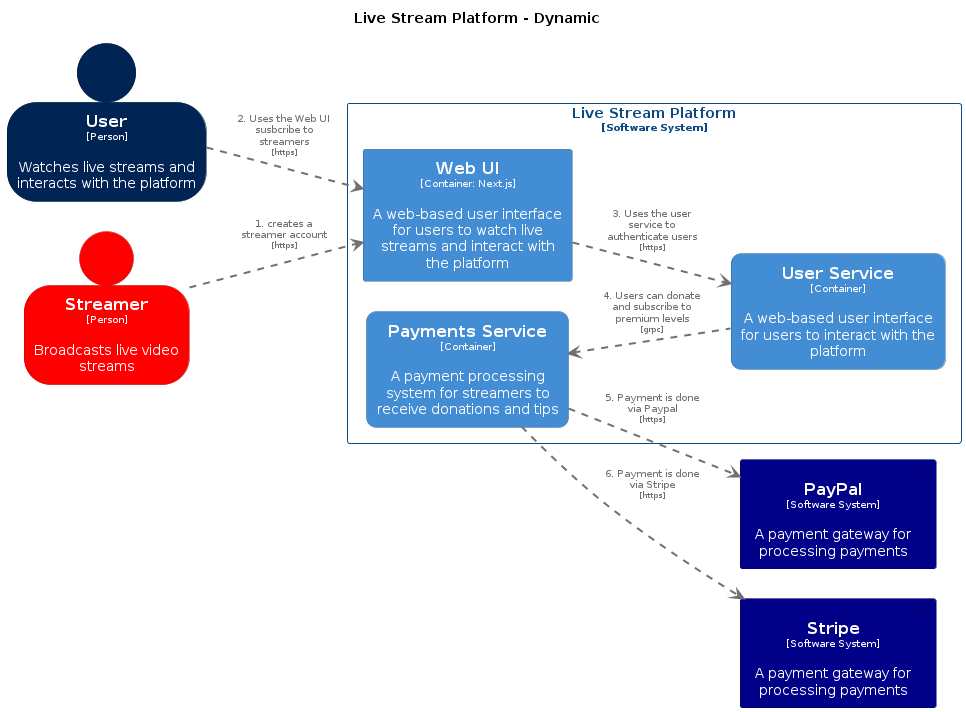 Live Stream Platform - Dynamic
User
[Person]
Watches live streams and
interacts with the platform
2. Uses the Web UI
susbcribe to
streamers
[https]
Streamer
[Person]
Broadcasts live video
streams
1. creates a
streamer account
[https]
Live Stream Platform
[Software System]
Web UI
[Container: Next.js]
A web-based user interface
for users to watch live
streams and interact with
the platform
3. Uses the user
service to
authenticate users
[https]
User Service
[Container]
A web-based user interface
for users to interact with the
platform
4. Users can donate
and subscribe to
premium levels
[grpc]
Payments Service
[Container]
A payment processing
system for streamers to
receive donations and tips
5. Payment is done
via Paypal
[https]
6. Payment is done
via Stripe
[https]
PayPal
[Software System]
A payment gateway for
processing payments
Stripe
[Software System]
A payment gateway for
processing payments